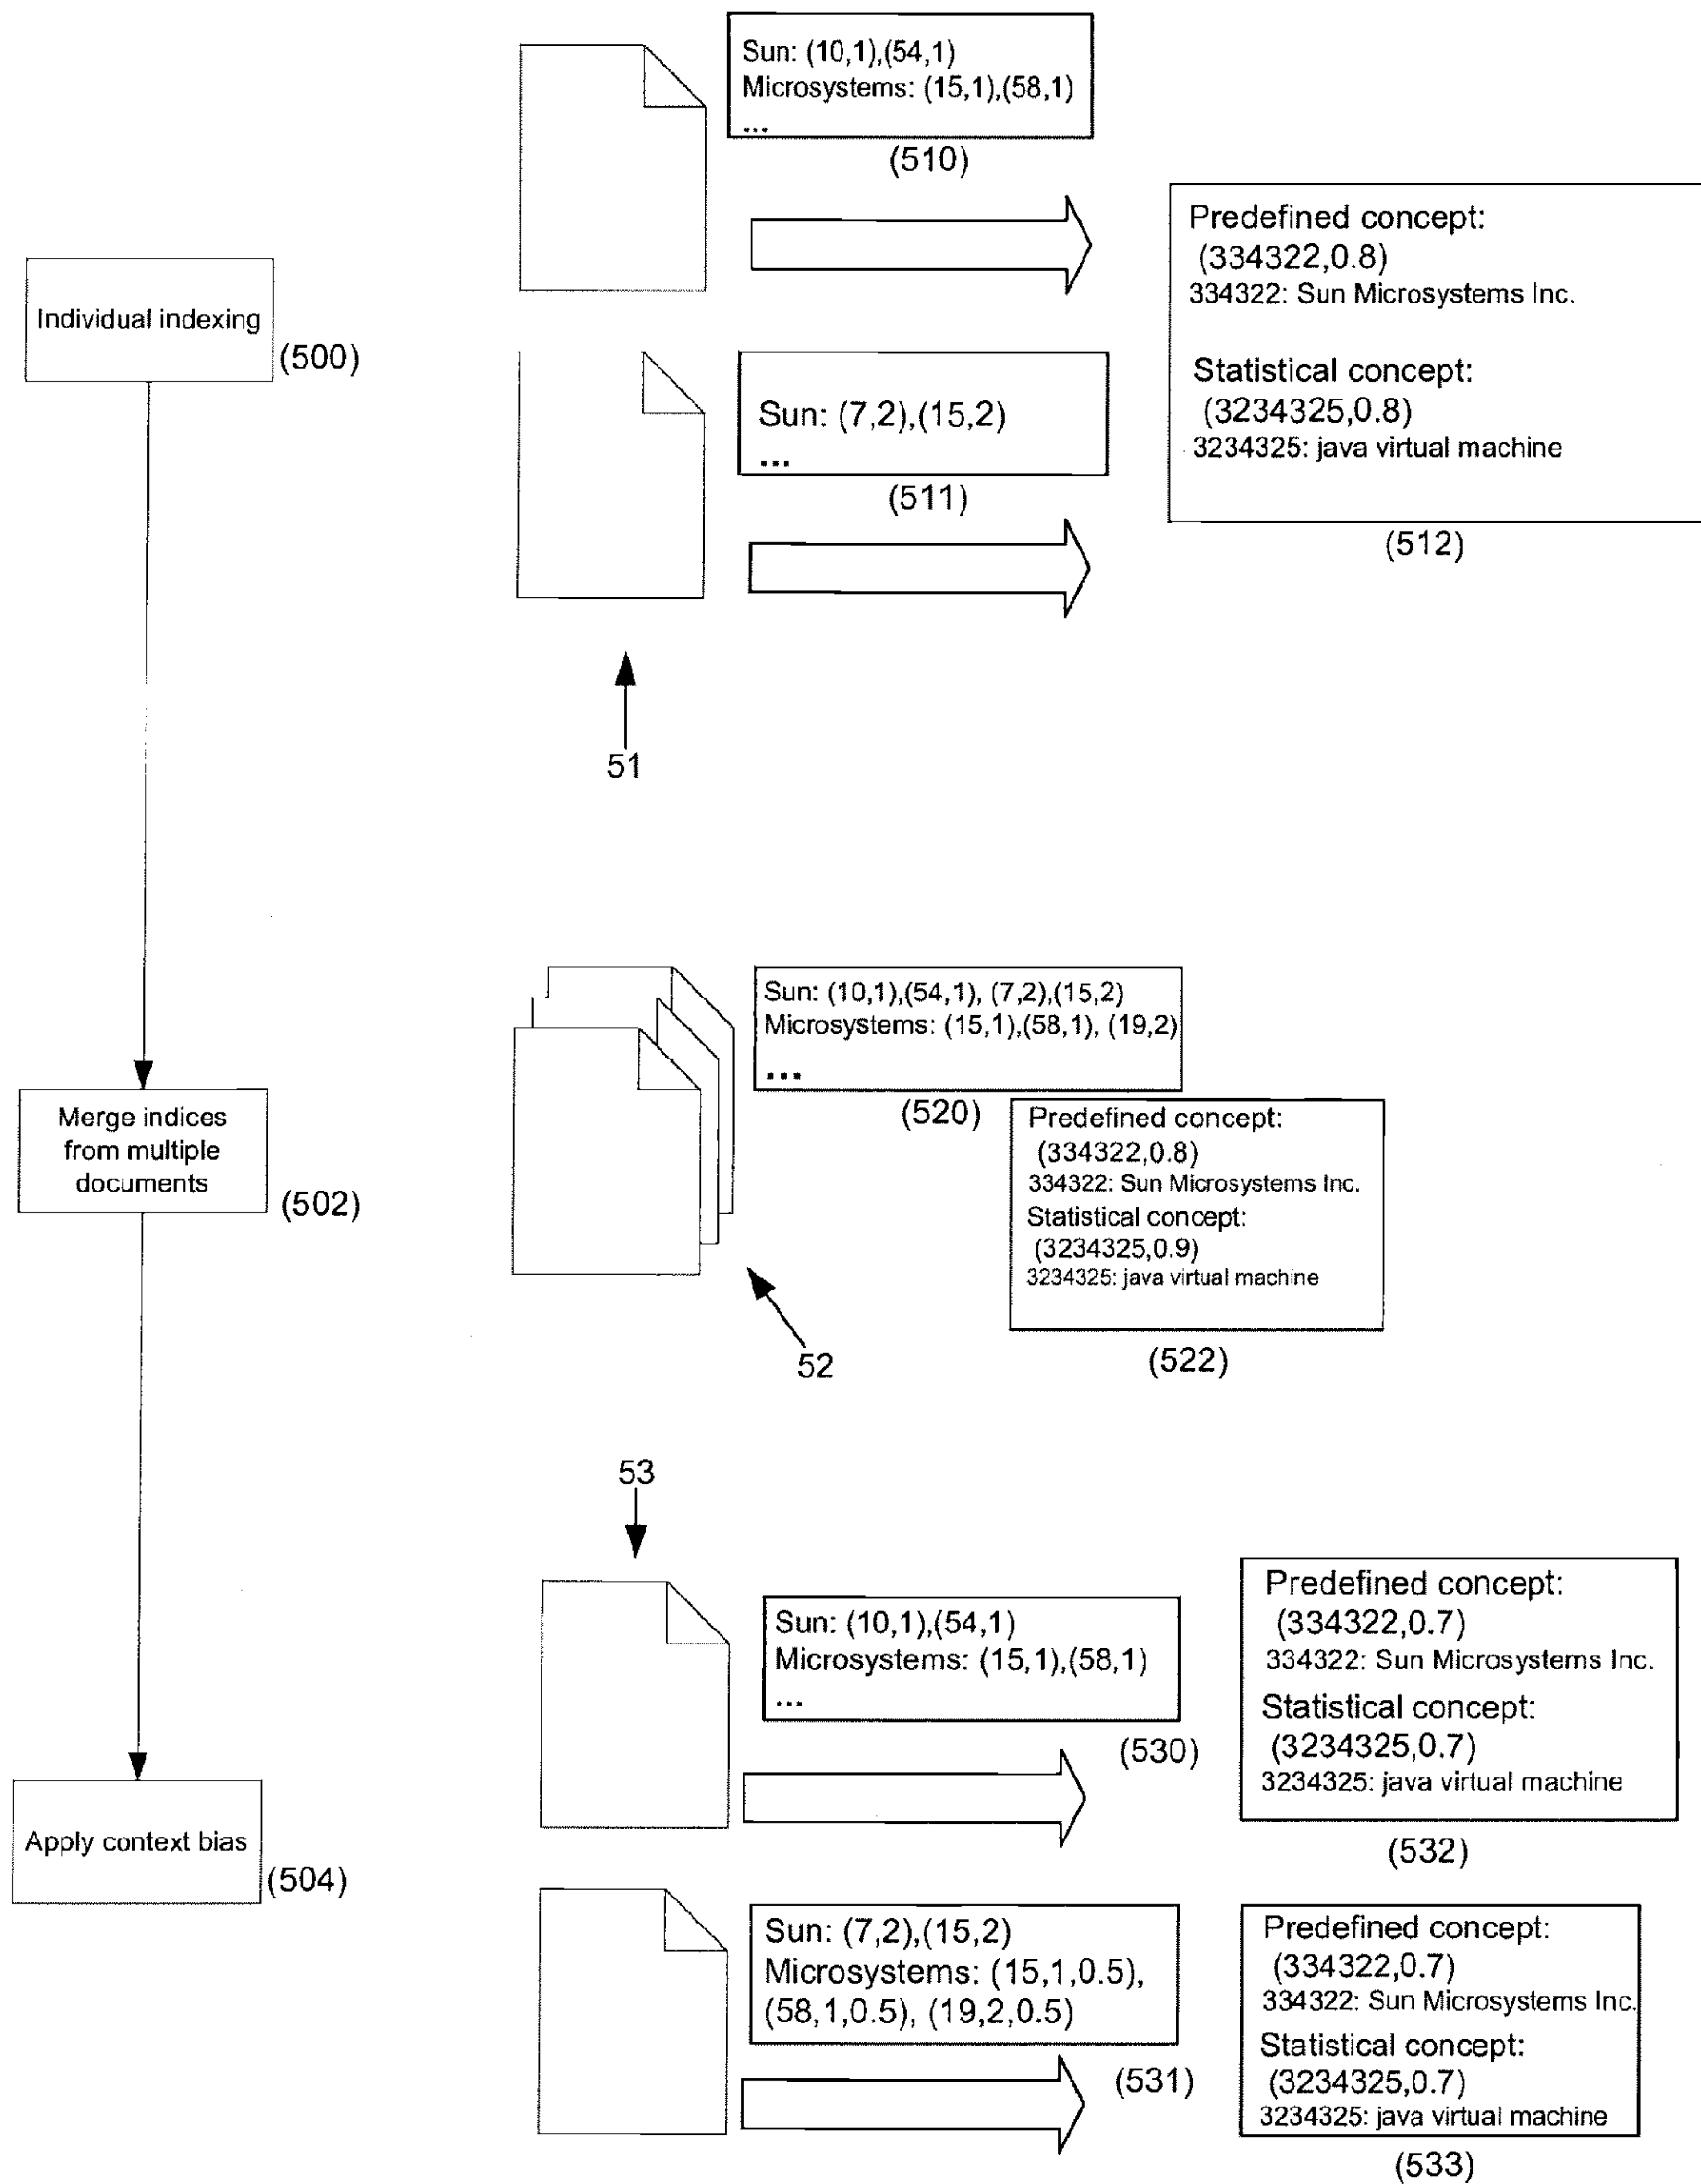 Sun: (10,1),(54,1)
Microsystems: (15,1),(58,1)
...
(510)
Predefined concept:
(334322,0.8)
334322: Sun Microsystems Inc.
Statistical concept:
(3234325,0.8)
3234325: java virtual machine
(512)
Individual indexing
(500)
Sun: (7,2),(15,2)
...
(511)
51
Sun: (10,1),(54,1), (7,2),(15,2)
Microsystems: (15,1),(58,1), (19,2)
...
(520)
Merge indices
from multiple
documents
(502)
Predefined concept:
(334322,0.8)
334322: Sun Microsystems Inc.
Statistical concept:
(3234325,0.9)
3234325: java virtual machine
(522)
52
53
Sun: (10,1),(54,1)
Microsystems: (15,1),(58,1)
...
(530)
Predefined concept:
(334322,0.7)
334322: Sun Microsystems Inc.
Statistical concept:
(3234325,0.7)
3234325: java virtual machine
(532)
Apply context bias
(504)
Sun: (7,2),(15,2)
Microsystems: (15,1,0.5),
(58,1,0.5), (19,2,0.5)
(531)
Predefined concept:
(334322,0.7)
334322: Sun Microsystems Inc.
Statistical concept:
(3234325,0.7)
3234325: java virtual machine
(533)